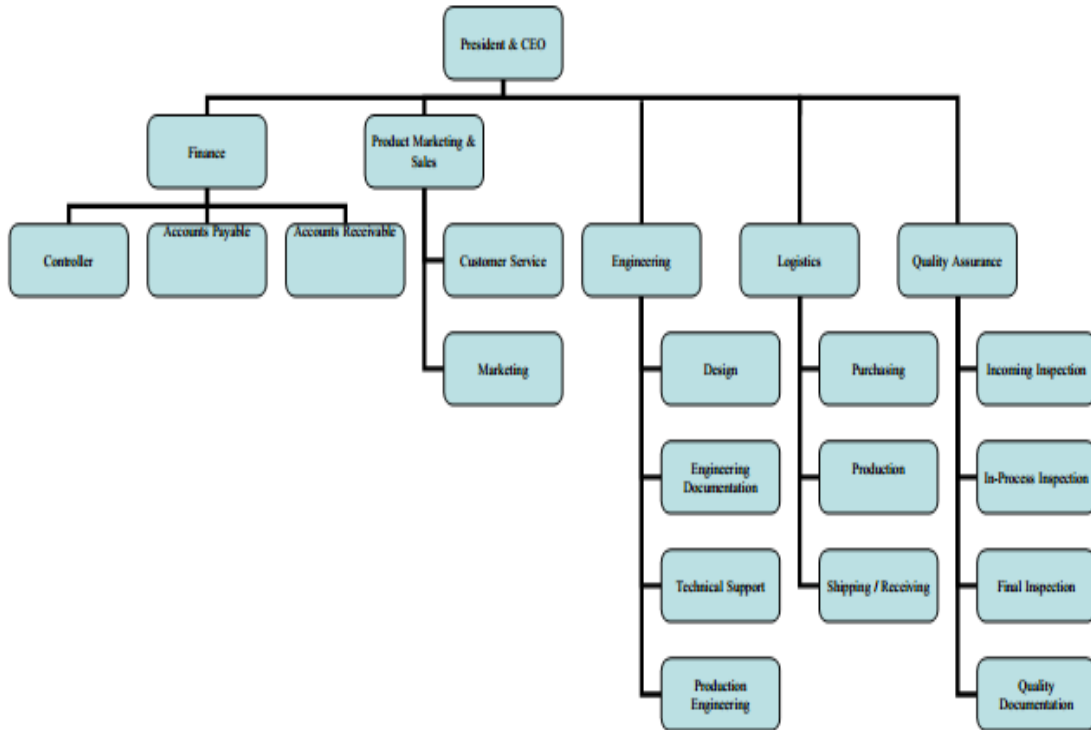 President & CEO
Finance
Product Marketing &
Sales
Controller
Accounts Payable
Accounts Receivable
Customer Service
Engineering
Logistics
Quality Assurance
Marketing
Design
Purchasing
Incoming Inspection
Engineering
Documentation
Production
In-Process Inspection
Technical Support
Shipping / Receiving
Final Inspection
Production
Engineering
Quality
Documentation